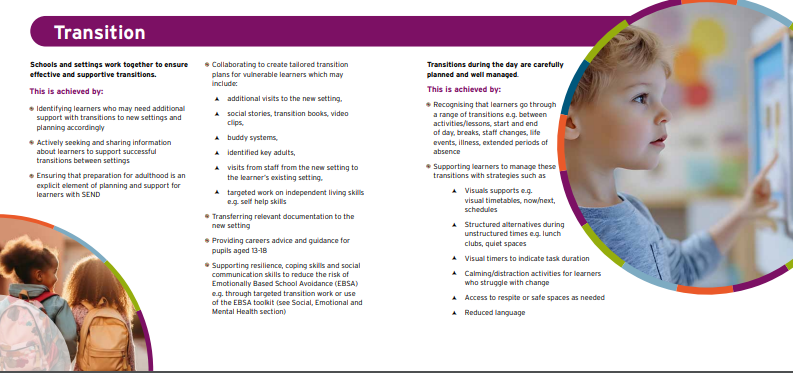 Transition
Schools and settings work together to ensure
effective and supportive transitions.
This is achieved by:
Identifying learners who may need additional
support with transitions to new settings and
planning accordingly
Actively seeking and sharing information
about learners to support successful
transitions between settings
Ensuring that preparation for adulthood is an
explicit element of planning and support for
learners with SEND
Collaborating to create tailored transition
plans for vulnerable learners which may
include:
additional visits to the new setting,
social stories, transition books, video
clips,
buddy systems,
identified key adults,
visits from staff from the new setting to
the learner's existing setting,
targeted work on independent living skills
e.g. self help skills
Transferring relevant documentation to the
new setting
Providing careers advice and guidance for
pupils aged 13-18
Supporting resilience, coping skills and social
communication skills to reduce the risk of
Emotionally Based School Avoidance (EBSA)
e.g. through targeted transition work or use
of the EBSA toolkit (see Social, Emotional and
Mental Health section)
Transitions during the day are carefully
planned and well managed.
This is achieved by:
Recognising that learners go through
a range of transitions e.g. between
activities/lessons, start and end
of day, breaks, staff changes, life
events, illness, extended periods of
absence
Supporting learners to manage these
transitions with strategies such as
Visuals supports e.g.
visual timetables, now/next,
schedules
Structured alternatives during
unstructured times e.g. lunch
clubs, quiet spaces
Visual timers to indicate task duration
Calming/distraction activities for learners
who struggle with change
Access to respite or safe spaces as needed
Reduced language